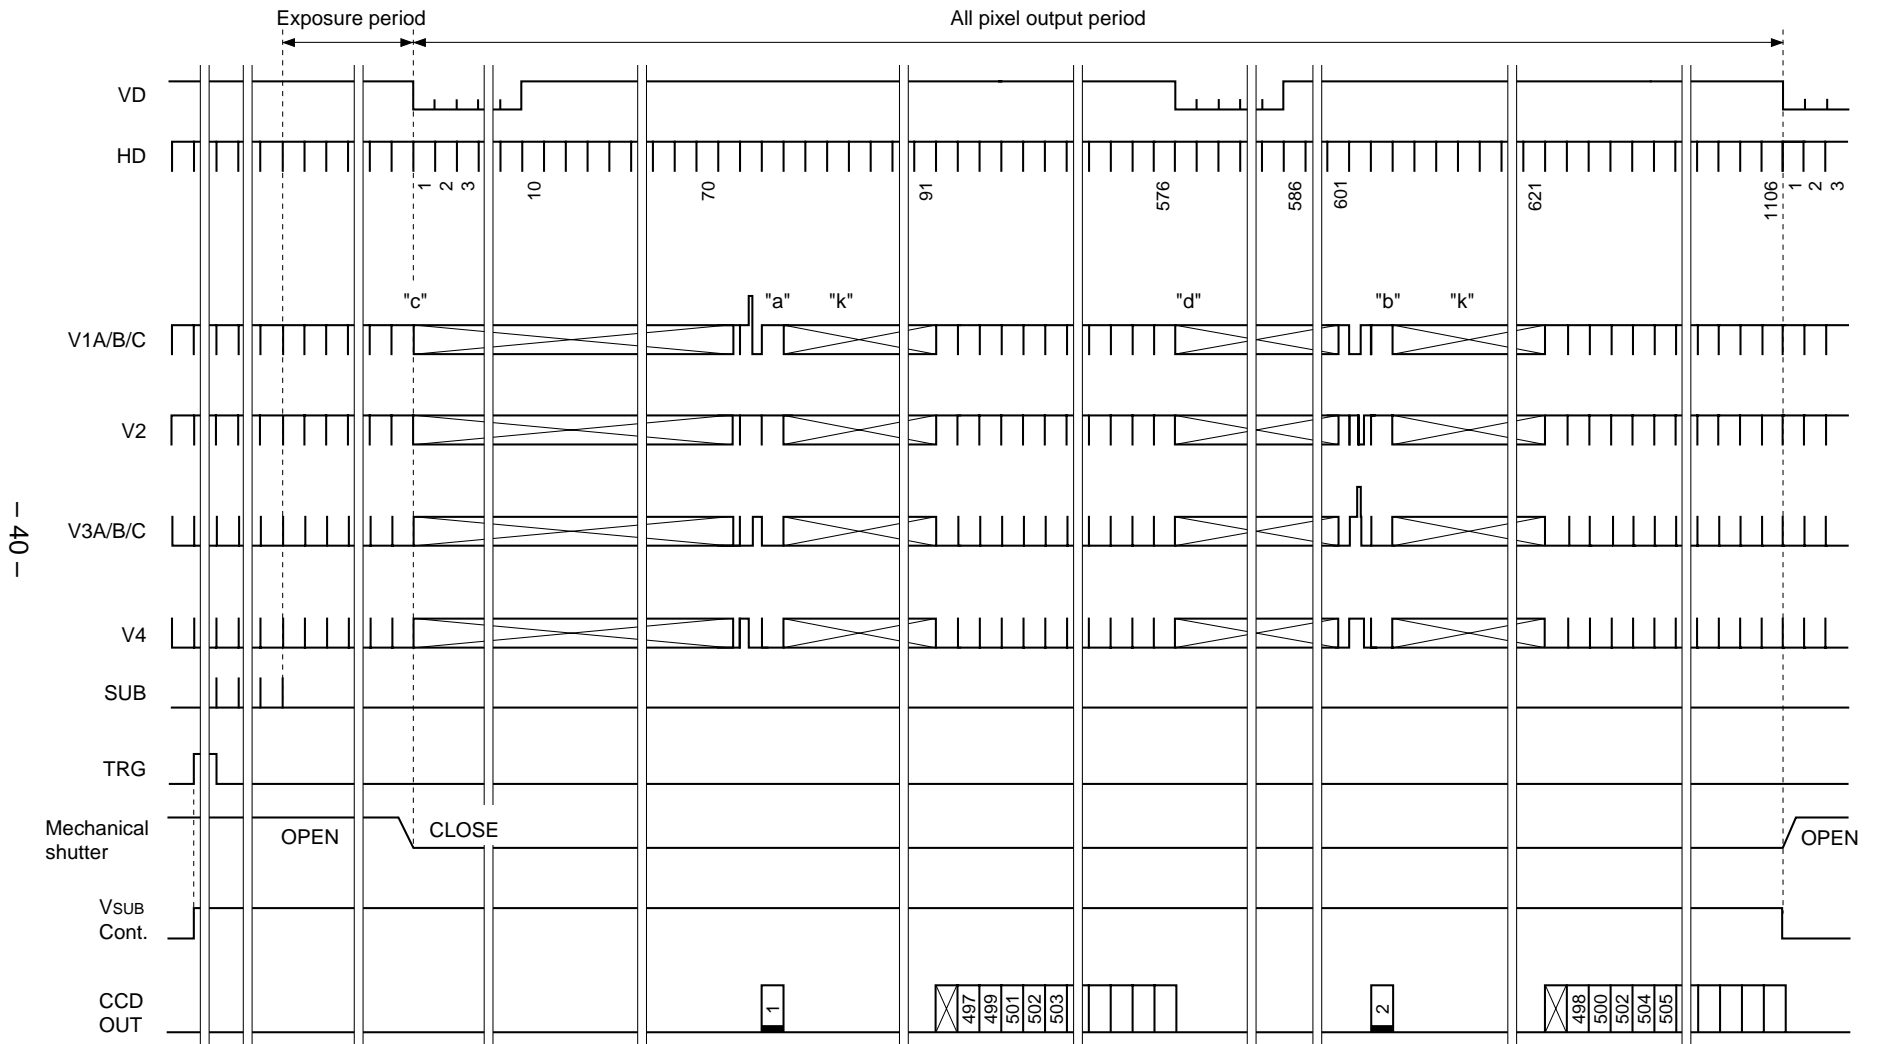 Exposure period All pixel output period
VD
HD
1 2 3 10 70 91 576 586 601 621 1106 1 2 3
"c" "a" "k" "d" "b" "k"
V1A/B/C
V2
V3A/B/C
– 40 –
V4
SUB
TRG
Mechanical
shutter
OPEN CLOSE OPEN
VSUB
Cont.
CCD
OUT
1 497 499 501 502 503 2 498 500 502 504 505